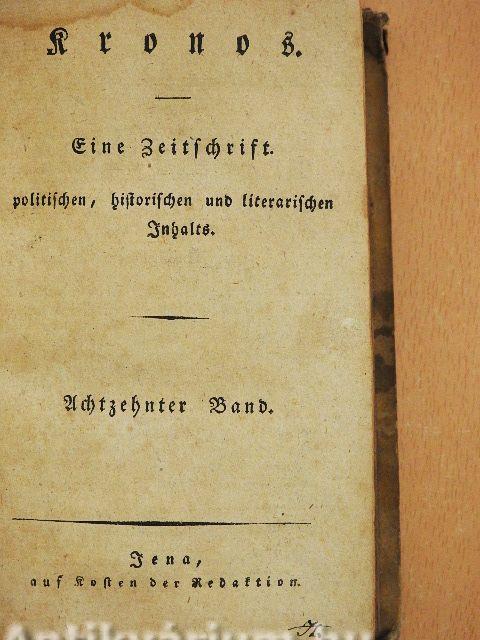 Kronos.
Eine Zeitschrift.
politischen, historischen und literarischen
Inhalts.
Achtzehnter Band.
Jena,
auf Kosten der Redaktion.